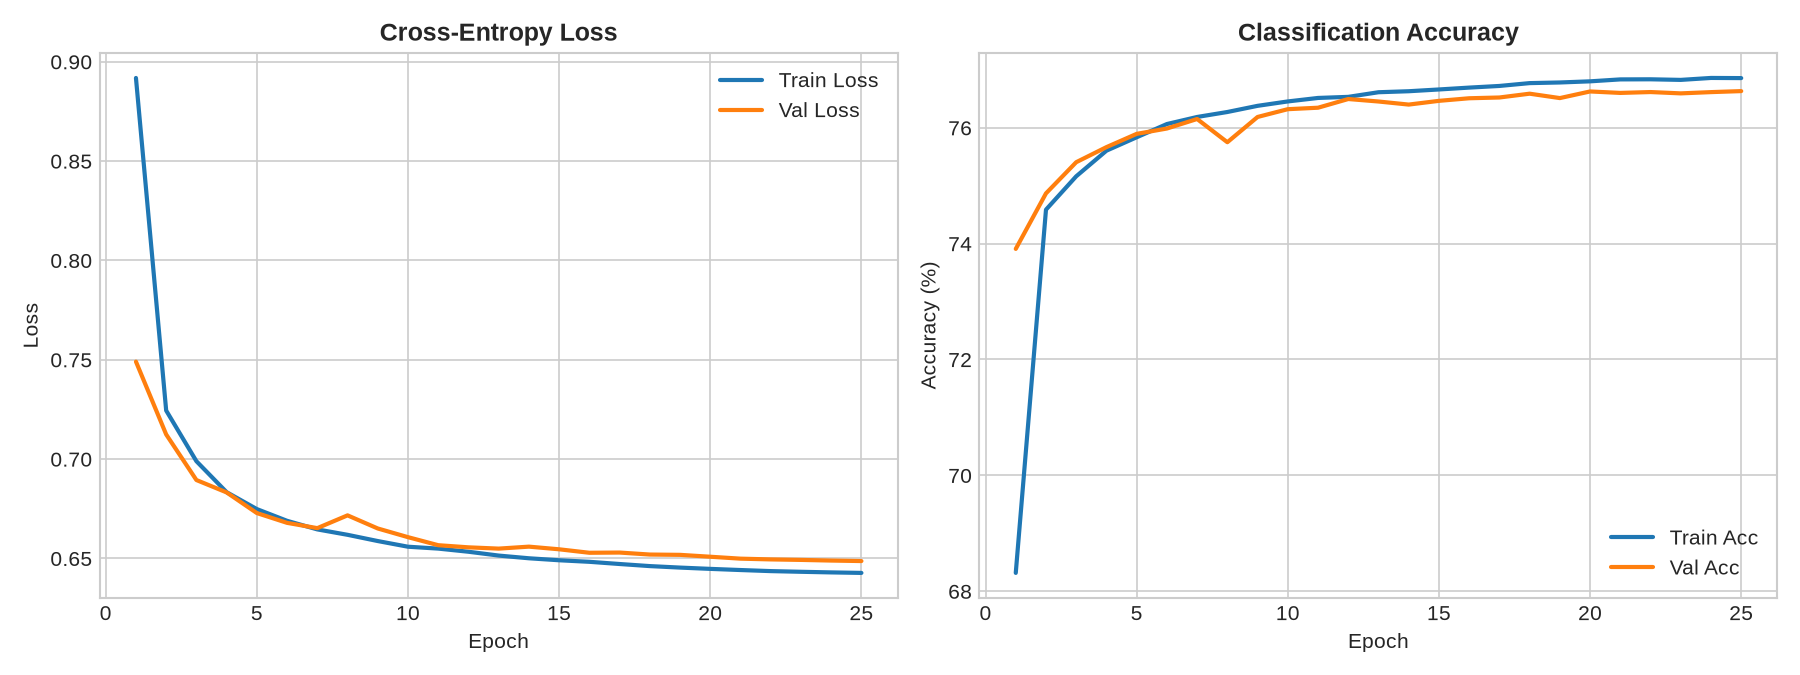 Cross-Entropy Loss
0.90
0.85
0.80
0.75
0.70
0.65
Loss
Train Loss
Val Loss
0 5 10 15 20 25
Epoch
Classification Accuracy
76
74
72
70
68
Accuracy (%)
Train Acc
Val Acc
0 5 10 15 20 25
Epoch